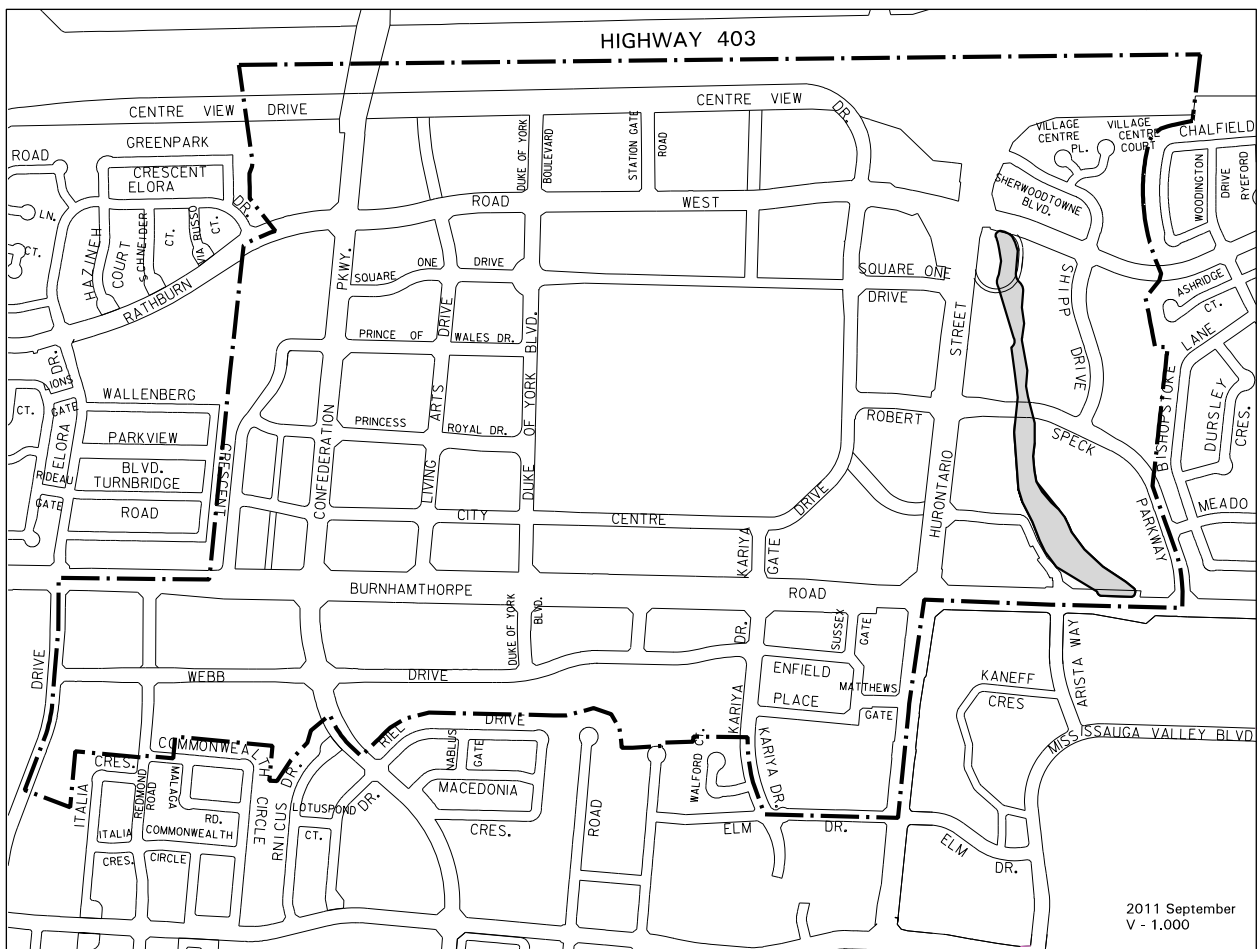 HIGHWAY 403
CENTRE VIEW DRIVE
CENTRE VIEW
DR.
GREENPARK
ROAD
CRESCENT
ELORA
DR.
LN.
CT.
HAZINEH
COURT
SCHNEIDER
CT.
VIA RUSSO
CT.
RATHBURN
ROAD
WEST
DUKE OF YORK
BOULEVARD
STATION GATE
ROAD
VILLAGE
CENTRE
PL.
VILLAGE
CENTRE
COURT
CHALFIELD
WOODINGTON
DRIVE
RYEFORD
SHERWOODTOWNE
BLVD.
PKWY.
SQUARE ONE DRIVE
SQUARE ONE
DRIVE
SHIPP
DRIVE
ASHRIDGE
CT.
LANE
PRINCE OF
WALES DR.
DRIVE
DUKE OF YORK BLVD.
STREET
LIONS
GATE
DR.
CT.
WALLENBERG
PARKVIEW
BLVD.
TURNBRIDGE
ROAD
ELORA
RIDEAU
GATE
CRESCENT
CONFEDERATION
PRINCESS
ROYAL DR.
LIVING
ARTS
ROBERT
SPECK
PARKWAY
BISHOPSTOKE
DURSLEY
CRES.
MEADO
HURONTARIO
CITY
CENTRE
DRIVE
KARIYA
GATE
BURNHAMTHORPE
ROAD
DUKE OF YORK
BLVD.
DR.
SUSSEX
GATE
DRIVE
WEBB
DRIVE
KARIYA
ENFIELD
PLACE
MATTHEWS
GATE
KANEFF
CRES
ARISTA WAY
MISSISSAUGA VALLEY BLVD.
COMMONWEALTH
CIRCLE
CRES.
ITALIA
REDMOND
ROAD
MALAGA
RD.
COMMONWEALTH
CIRCLE
ITALIA
CRES.
SUCINR
DR.
LOTUSPOND
CT.
DR.
RIEL
DRIVE
NABLUS
GATE
MACEDONIA
CRES.
ROAD
WALFORD CT.
KARIYA DR.
ELM
DR.
ELM
DR.
2011 September
V - 1.000